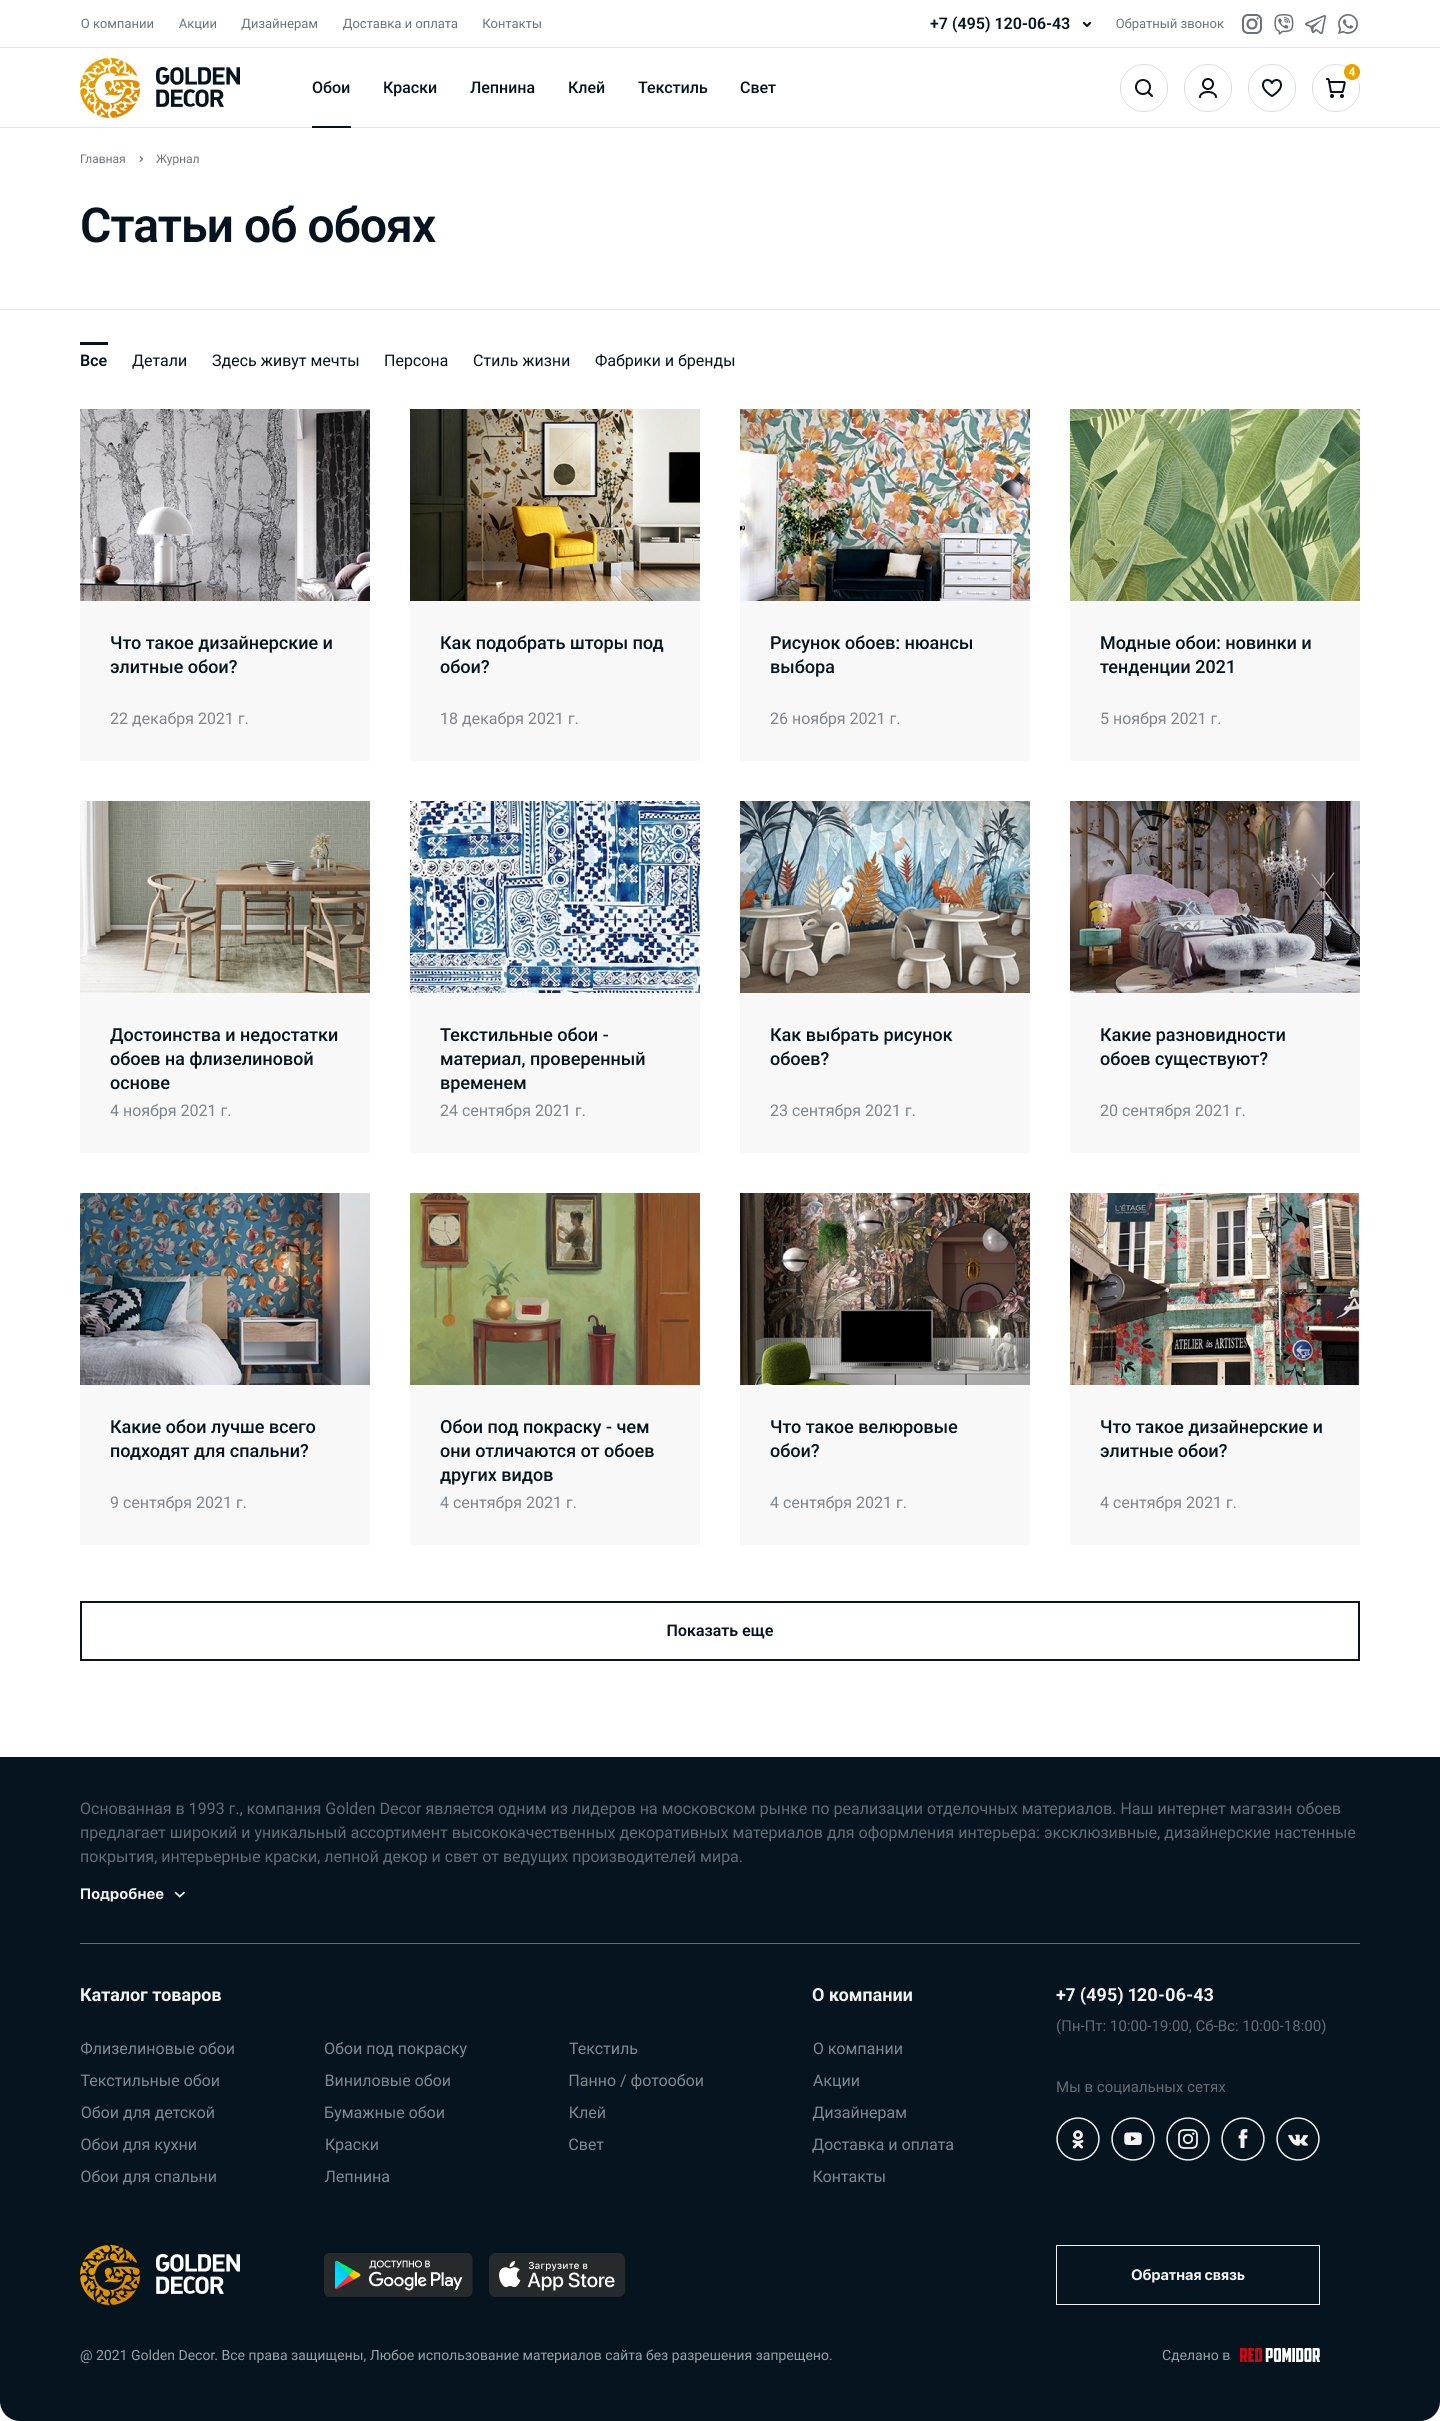 О компании Акции Дизайнерам Доставка и оплата Контакты +7 (495) 120-06-43 Обратный звонок
GOLDEN
DECOR
Обои Краски Лепнина Клей Текстиль Свет 4
Главная Журнал
Статьи об обоях
Все Детали Здесь живут мечты Персона Стиль жизни Фабрики и бренды
Что такое дизайнерские и
элитные обои?
22 декабря 2021 г.
Как подобрать шторы под
обои?
18 декабря 2021 г.
Рисунок обоев: нюансы
выбора
26 ноября 2021 г.
Модные обои: новинки и
тенденции 2021
5 ноября 2021 г.
Достоинства и недостатки
обоев на флизелиновой
основе
4 ноября 2021 г.
Текстильные обои -
материал, проверенный
временем
24 сентября 2021 г.
Как выбрать рисунок
обоев?
23 сентября 2021 г.
Какие разновидности
обоев существуют?
20 сентября 2021 г.
Какие обои лучше всего
подходят для спальни?
9 сентября 2021 г.
Обои под покраску - чем
они отличаются от обоев
других видов
4 сентября 2021 г.
Что такое велюровые
обои?
4 сентября 2021 г.
L'ÉTAGE
ATELIER des ARTISTES
Что такое дизайнерские и
элитные обои?
4 сентября 2021 г.
Показать еще
Основанная в 1993 г., компания Golden Decor является одним из лидеров на московском рынке по реализации отделочных материалов. Наш интернет магазин обоев
предлагает широкий и уникальный ассортимент высококачественных декоративных материалов для оформления интерьера: эксклюзивные, дизайнерские настенные
покрытия, интерьерные краски, лепной декор и свет от ведущих производителей мира.
Подробнее
Каталог товаров
Флизелиновые обои
Текстильные обои
Обои для детской
Обои для кухни
Обои для спальни
Обои под покраску
Виниловые обои
Бумажные обои
Краски
Лепнина
Текстиль
Панно / фотообои
Клей
Свет
О компании
О компании
Акции
Дизайнерам
Доставка и оплата
Контакты
+7 (495) 120-06-43
(Пн-Пт: 10:00-19:00, Сб-Вс: 10:00-18:00)
Мы в социальных сетях
GOLDEN
DECOR
ДОСТУПНО В
Google Play
Загрузите в
App Store
Обратная связь
@ 2021 Golden Decor. Все права защищены, Любое использование материалов сайта без разрешения запрещено.
Сделано в REDPOMIDOR